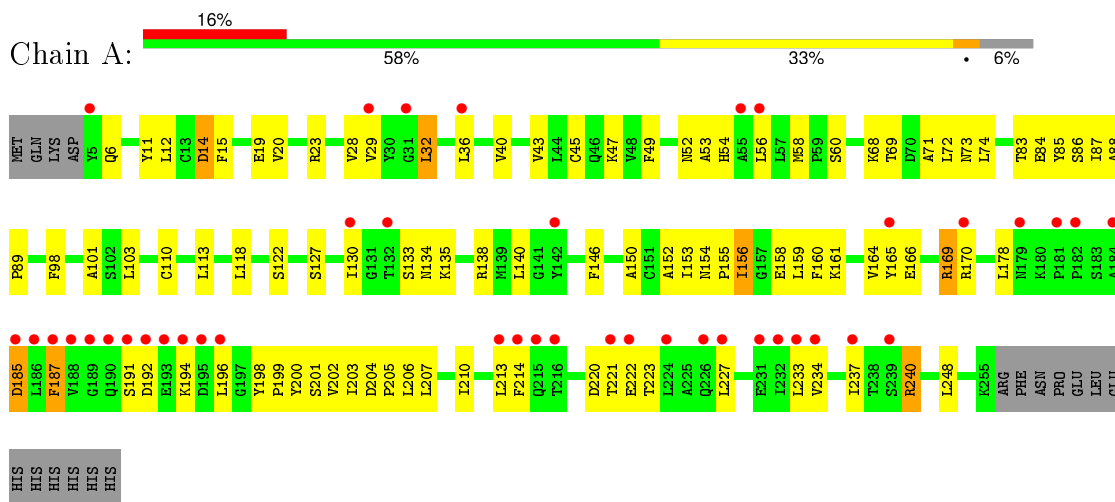 16%
Chain A:
58% 33% • 6%
MET GLN LYS ASP Y5 Q6 Y11 L12 C13 D14 F15 E19 V20 R23 V28 V29 Y30 G31 L32 L36 V40 V43 L44 C45 Q46 K47 V48 F49 N52 A53 H54 A55 L56 L57 M58 P59 S60 K68 T69 D70 A71 L72 N73 L74 T83 E84 Y85 S86 I87 A88
P89 F98 A101 S102 L103 C110 L113 L118 S122 S127 I130 G131 T132 S133 N134 K135 R138 M139 L140 G141 Y142 F146 A150 C151 A152 I153 N154 P155 I156 G157 E158 L159 F160 K161 V164 Y165 E166 R169 R170 L178 N179 K180 P181 P182 S183 A184
D185 L186 F187 V188 G189 Q190 S191 D192 E193 K194 D195 L196 G197 Y198 P199 Y200 S201 V202 I203 D204 P205 L206 L207 I210 L213 F214 Q215 T216 D220 T221 E222 T223 L224 A225 Q226 L227 E231 I232 L233 V234 I237 T238 S239 R240 L248 K255 ARG PHE ASN PRO GLU LEU GLU
HIS HIS HIS HIS HIS HIS